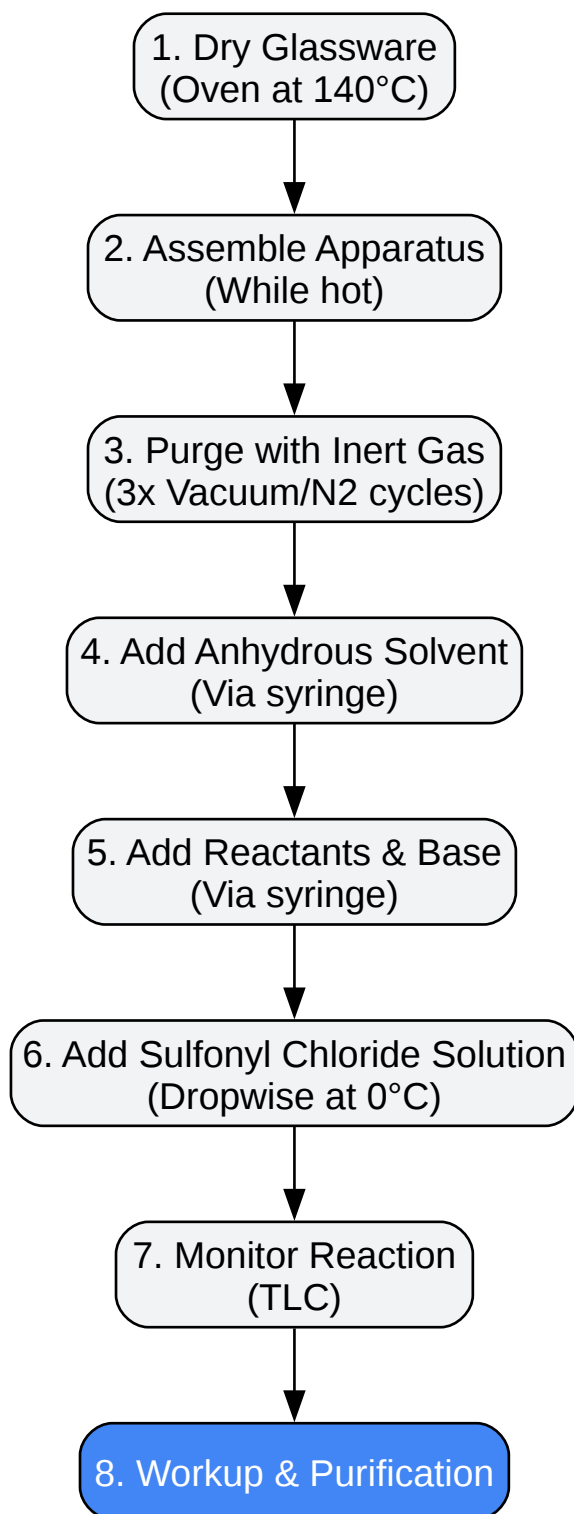 1. Dry Glassware
(Oven at 140°C)
2. Assemble Apparatus
(While hot)
3. Purge with Inert Gas
(3x Vacuum/N2 cycles)
4. Add Anhydrous Solvent
(Via syringe)
5. Add Reactants & Base
(Via syringe)
6. Add Sulfonyl Chloride Solution
(Dropwise at 0°C)
7. Monitor Reaction
(TLC)
8. Workup & Purification